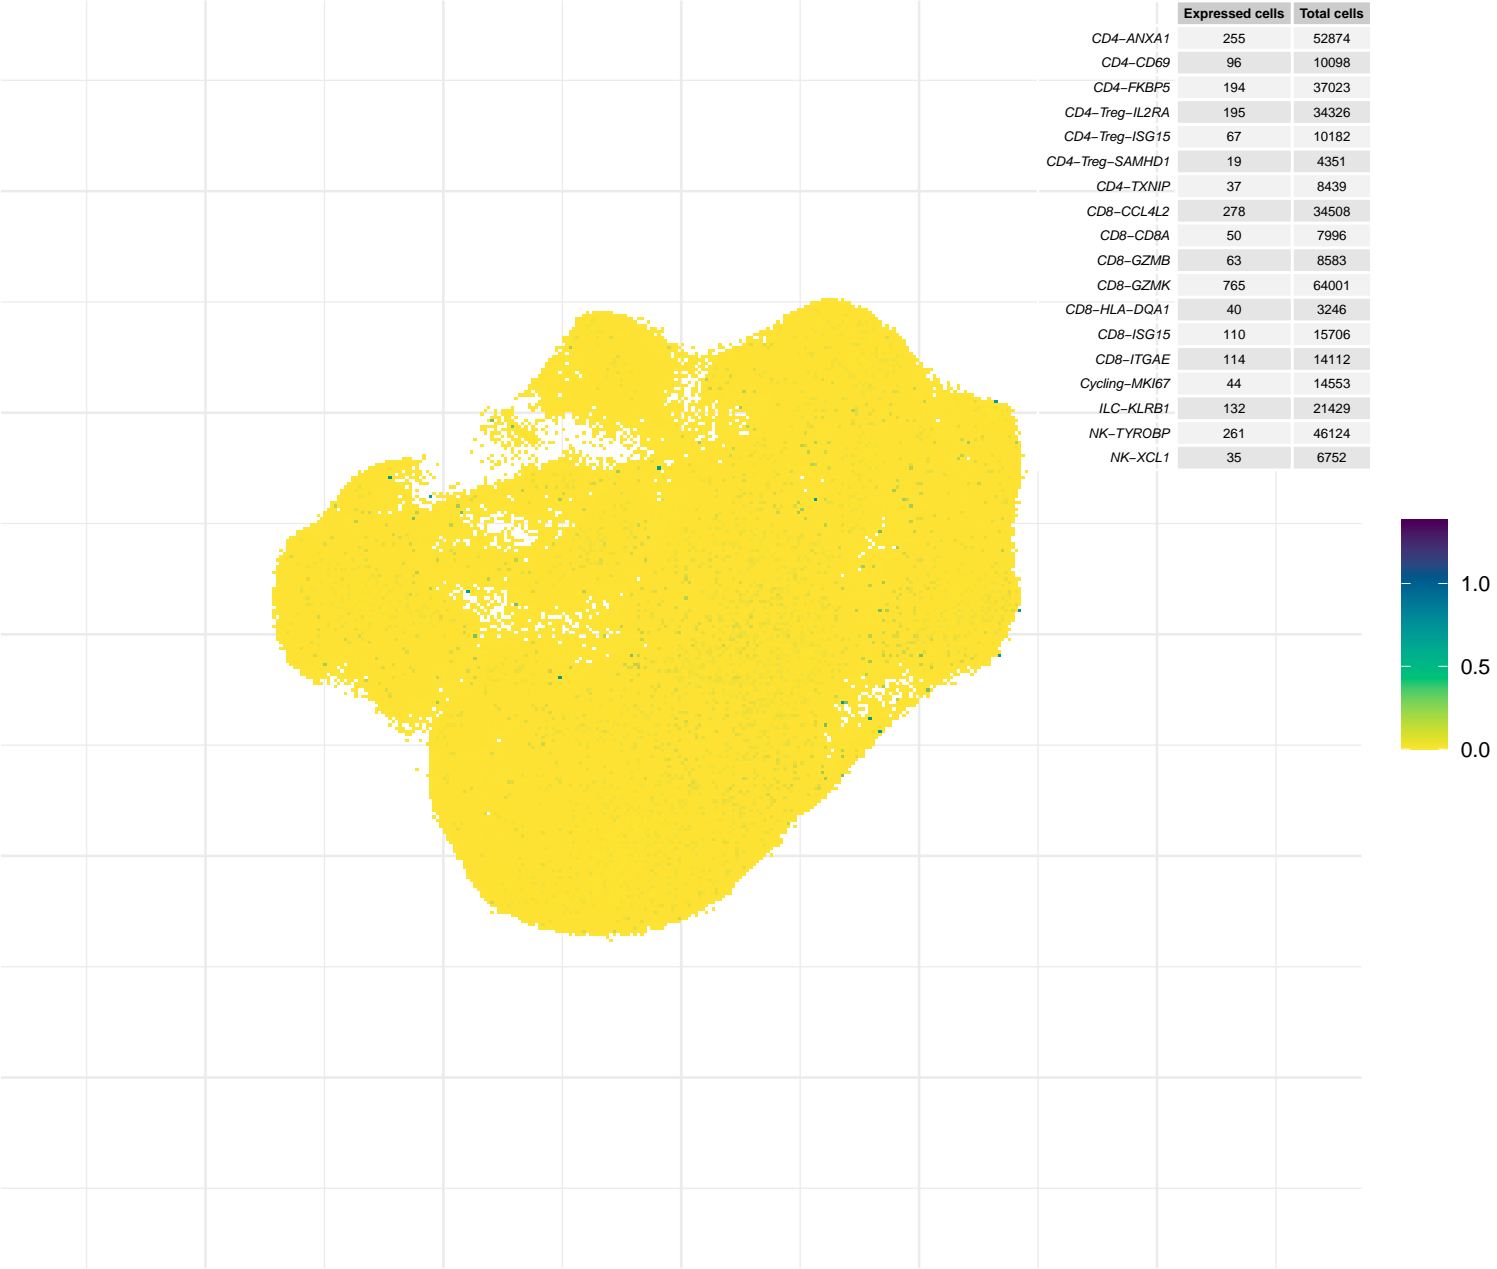 Expressed cells Total cells
CD4−ANXA1 255 52874
CD4−CD69 96 10098
CD4−FKBP5 194 37023
CD4−Treg−IL2RA 195 34326
CD4−Treg−ISG15 67 10182
CD4−Treg−SAMHD1 19 4351
CD4−TXNIP 37 8439
CD8−CCL4L2 278 34508
CD8−CD8A 50 7996
CD8−GZMB 63 8583
CD8−GZMK 765 64001
CD8−HLA−DQA1 40 3246
CD8−ISG15 110 15706
CD8−ITGAE 114 14112
Cycling−MKI67 44 14553
ILC−KLRB1 132 21429
NK−TYROBP 261 46124
NK−XCL1 35 6752
1.0
0.5
0.0